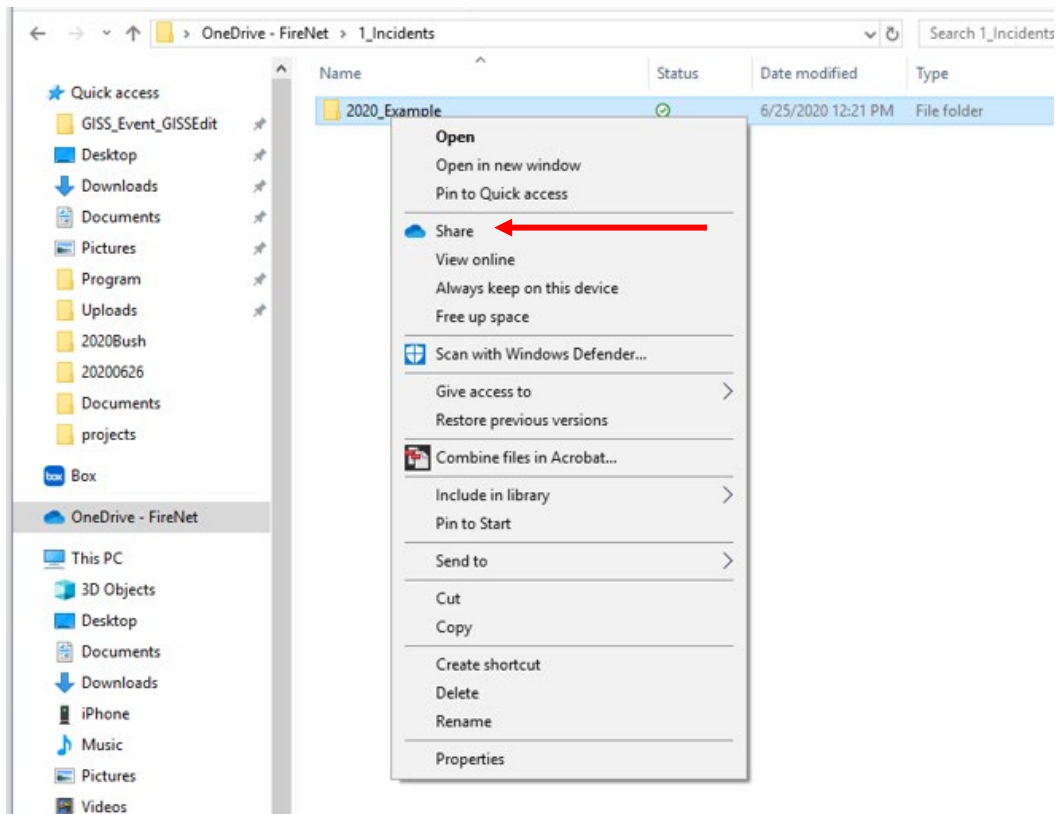 OneDrive - FireNet > 1_Incidents
Search 1_Incidents
Name
Status
Date modified
Type
Quick access
GISS_Event_GISSEdit
Desktop
Downloads
Documents
Pictures
Program
Uploads
2020Bush
20200626
Documents
projects
box Box
OneDrive - FireNet
This PC
3D Objects
Desktop
Documents
Downloads
iPhone
Music
Pictures
Videos
2020_Example
6/25/2020 12:21 PM
File folder
Open
Open in new window
Pin to Quick access
Share
View online
Always keep on this device
Free up space
Scan with Windows Defender...
Give access to
Restore previous versions
Combine files in Acrobat...
Include in library
Pin to Start
Send to
Cut
Copy
Create shortcut
Delete
Rename
Properties